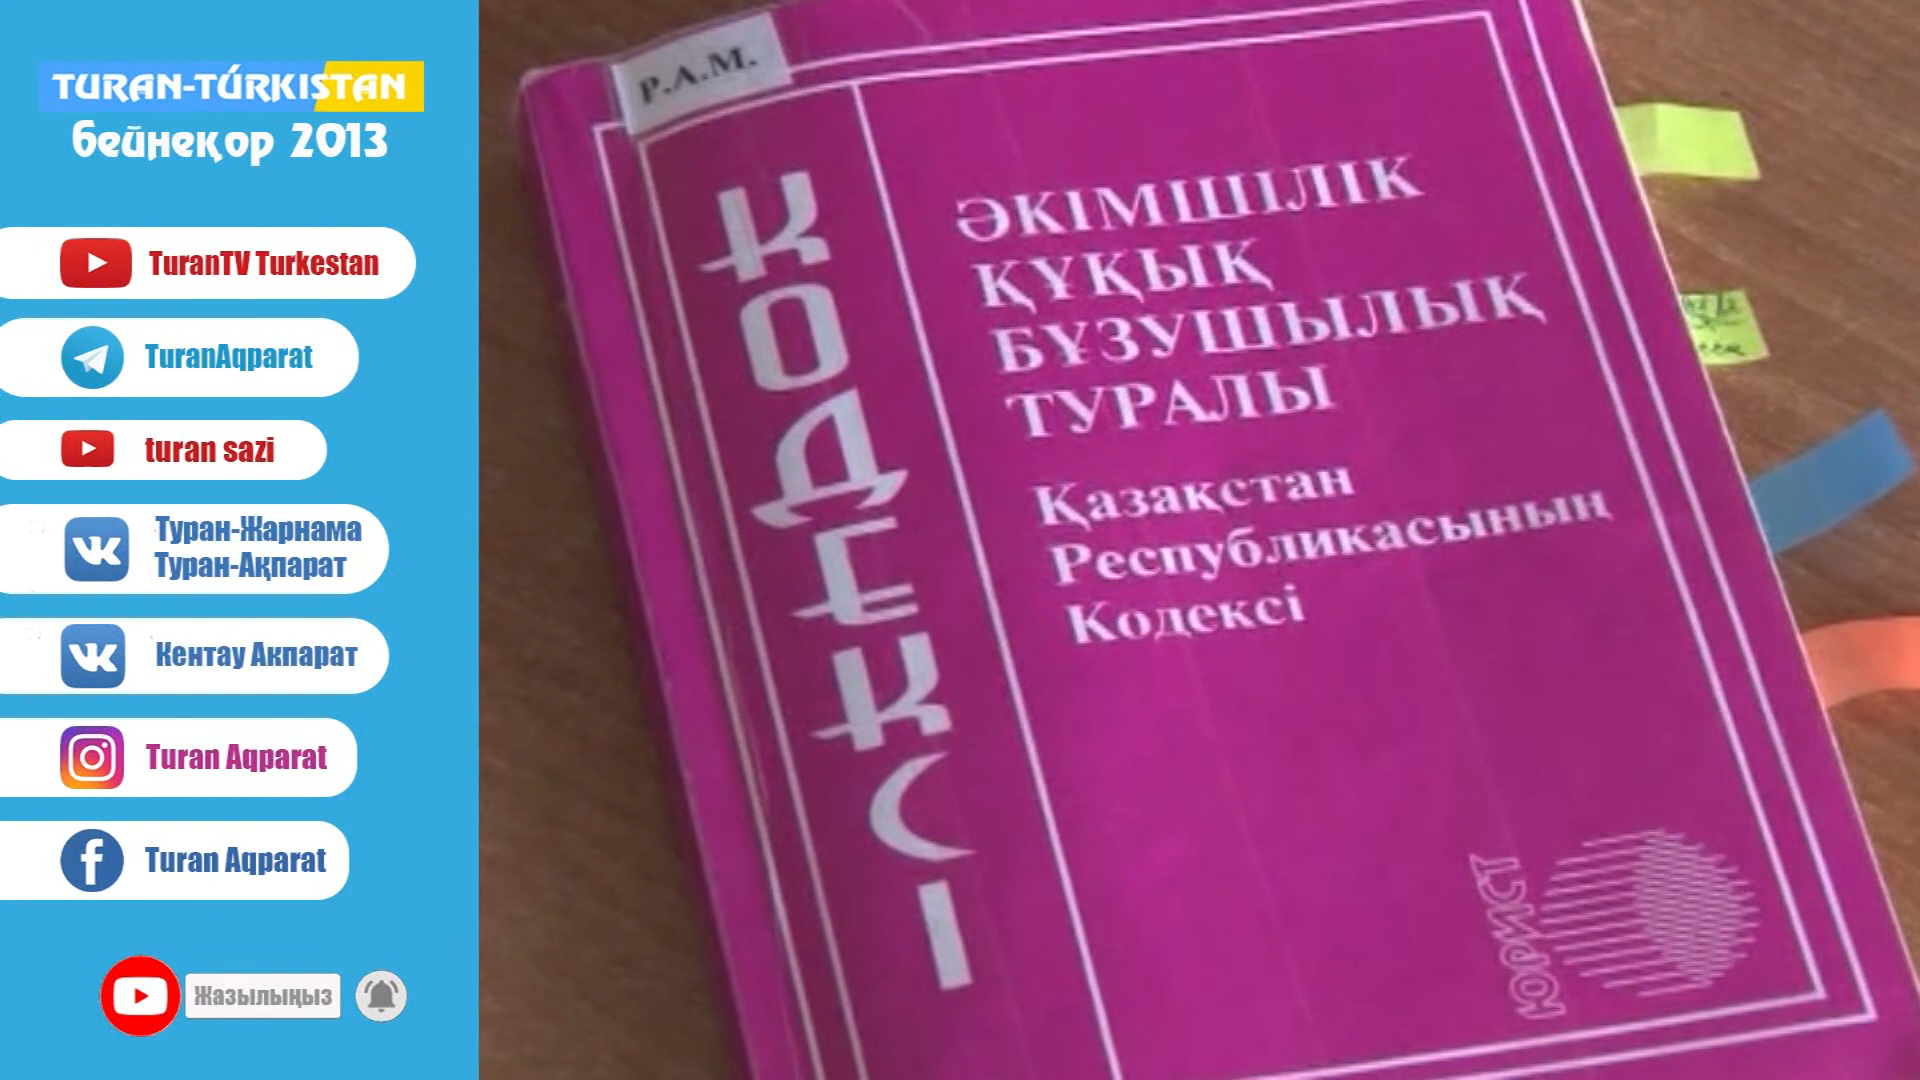 TURAN-TÚRKISTAN
бейнеқор 2013
TuranTV Turkestan
TuranAqparat
turan sazi
Туран-Жарнама
Туран-Ақпарат
Кентау Акпарат
Turan Aqparat
Turan Aqparat
Жазылыңыз
Р.А.М.
КОДЕКСІ
ӘКІМШІЛІК
ҚҰҚЫҚ
БҰЗУШЫЛЫҚ
ТУРАЛЫ
Қазақстан
Республикасының
Кодексі
ЮРИСТ